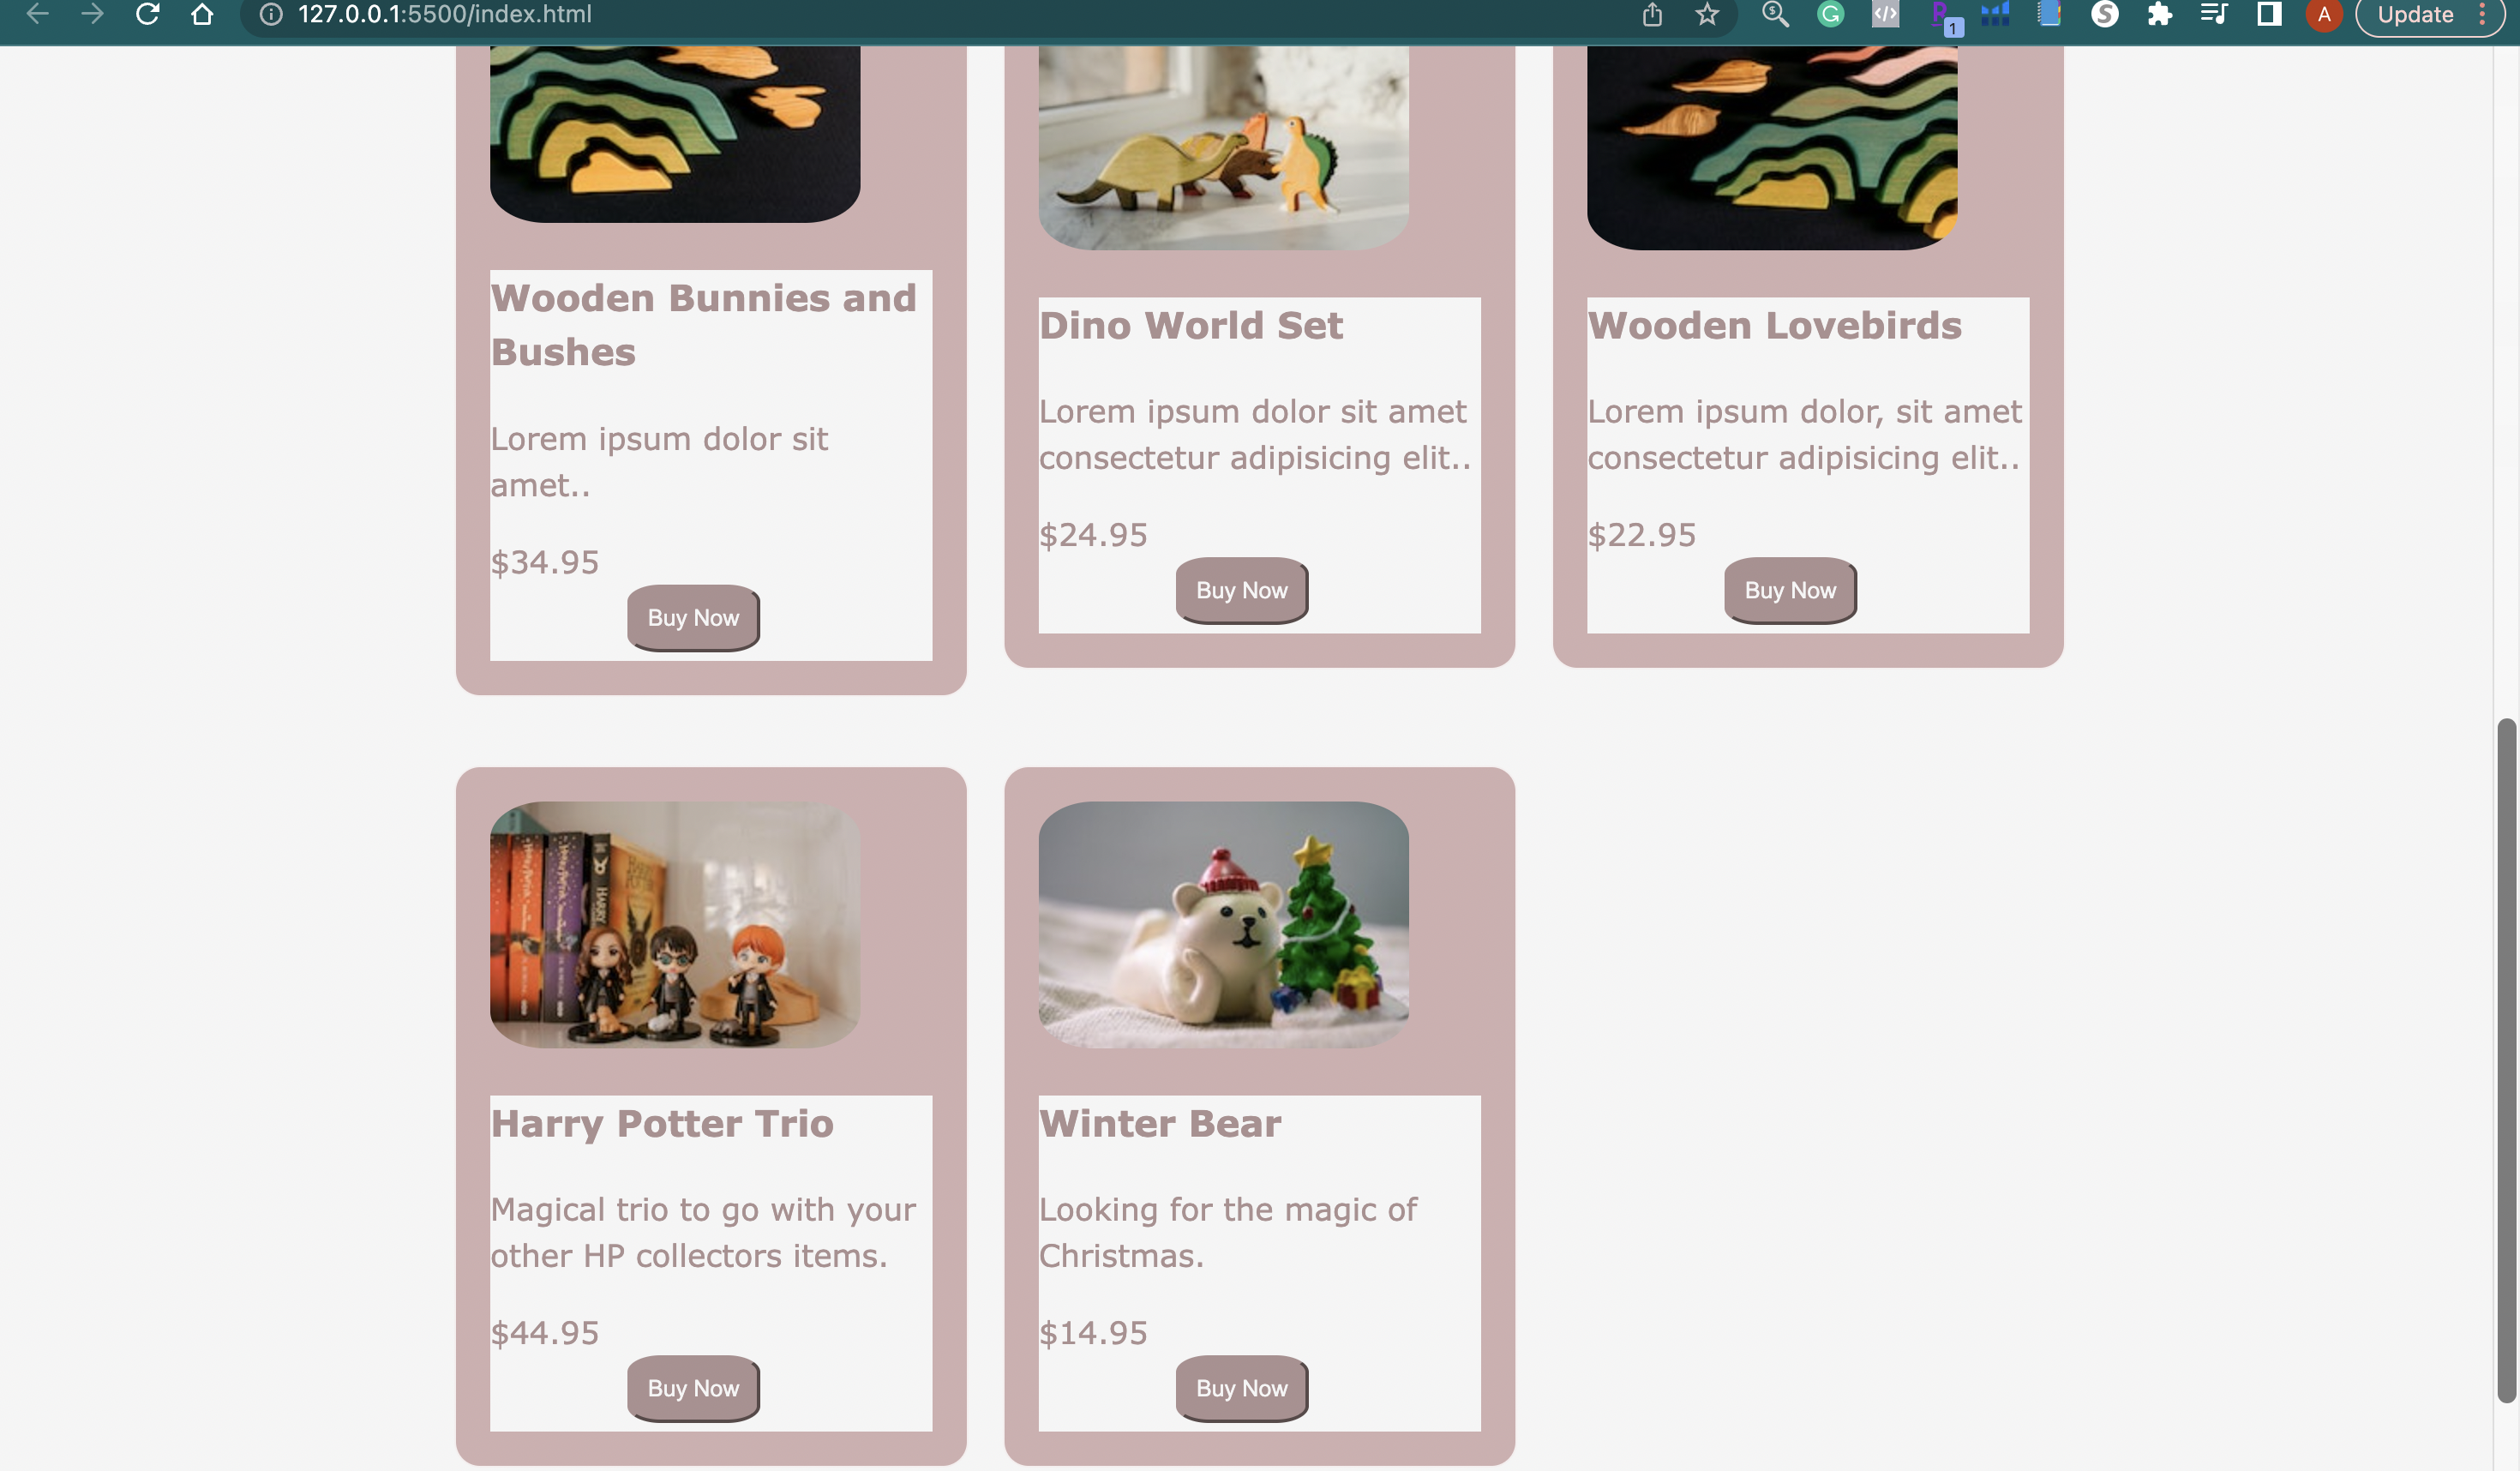 127.0.0.1:5500/index.html
1
A
Update
Wooden Bunnies and
Bushes
Lorem ipsum dolor sit
amet..
$34.95
Buy Now
Dino World Set
Lorem ipsum dolor sit amet
consectetur adipisicing elit..
$24.95
Buy Now
Wooden Lovebirds
Lorem ipsum dolor, sit amet
consectetur adipisicing elit..
$22.95
Buy Now
Harry Potter Trio
Magical trio to go with your
other HP collectors items.
$44.95
Buy Now
Winter Bear
Looking for the magic of
Christmas.
$14.95
Buy Now